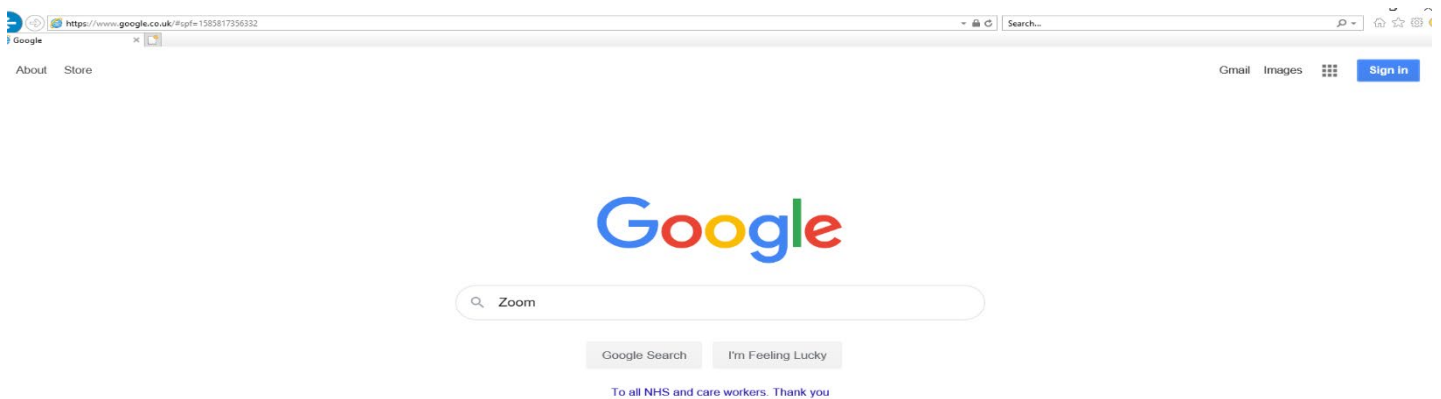 https://www.google.co.uk/#spf=1585817356332 Search...
Google
About Store Gmail Images Sign in
Google
Zoom
Google Search I'm Feeling Lucky
To all NHS and care workers. Thank you